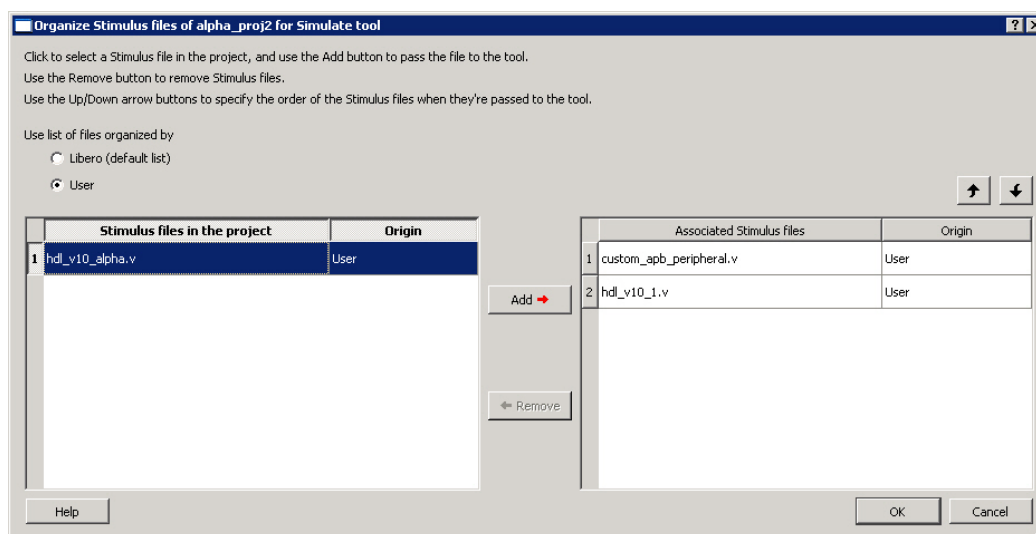 Organize Stimulus files of alpha_proj2 for Simulate tool
Click to select a Stimulus file in the project, and use the Add button to pass the file to the tool.
Use the Remove button to remove Stimulus files.
Use the Up/Down arrow buttons to specify the order of the Stimulus files when they're passed to the tool.
Use list of files organized by
Libero (default list)
User
Stimulus files in the project Origin
1 hdl_v10_alpha.v User
Add
Remove
Associated Stimulus files Origin
1 custom_apb_peripheral.v User
2 hdl_v10_1.v User
Help OK Cancel